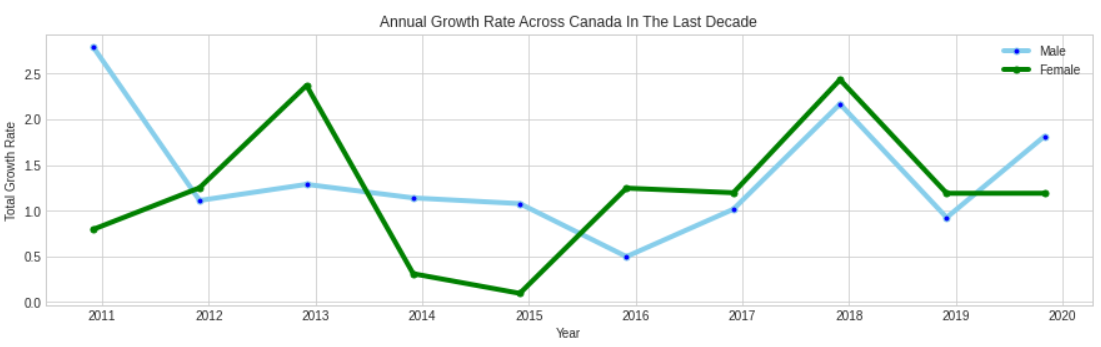 Annual Growth Rate Across Canada In The Last Decade
Male
Female
Total Growth Rate
2.5
2.0
1.5
1.0
0.5
0.0
2011 2012 2013 2014 2015 2016 2017 2018 2019 2020
Year